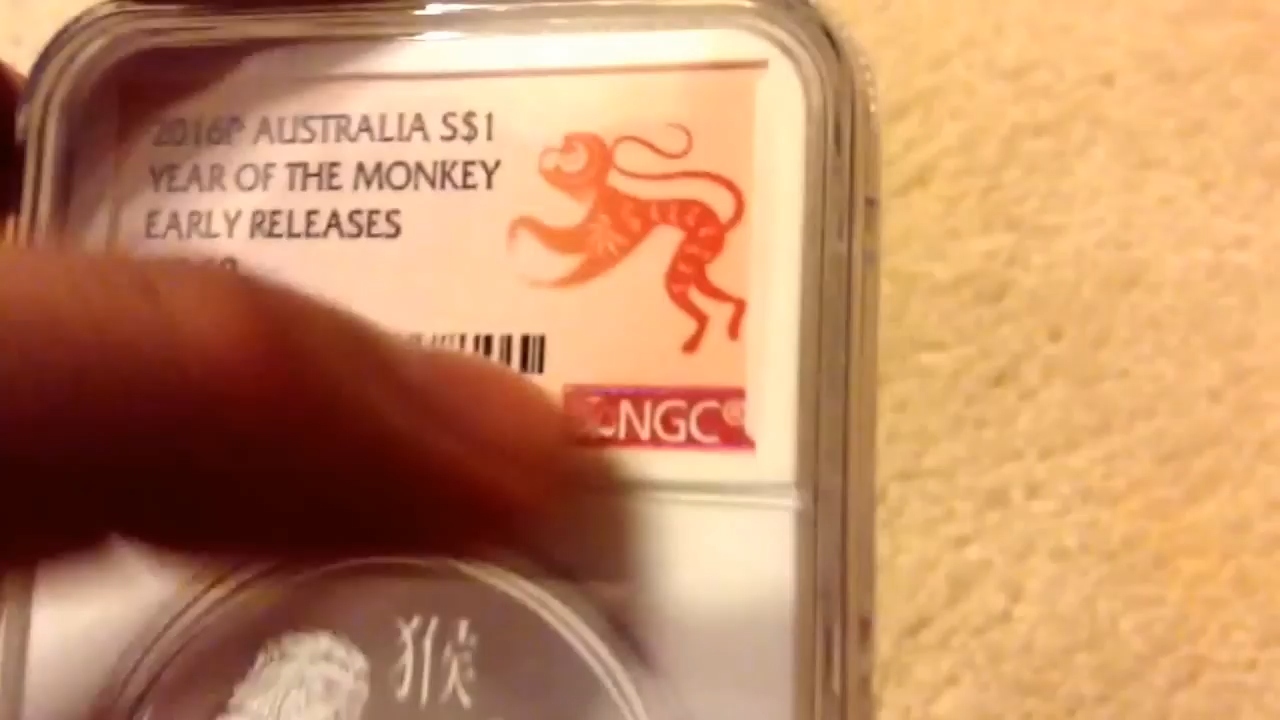 2016P AUSTRALIA S$1
YEAR OF THE MONKEY
EARLY RELEASES
NGC®
猴